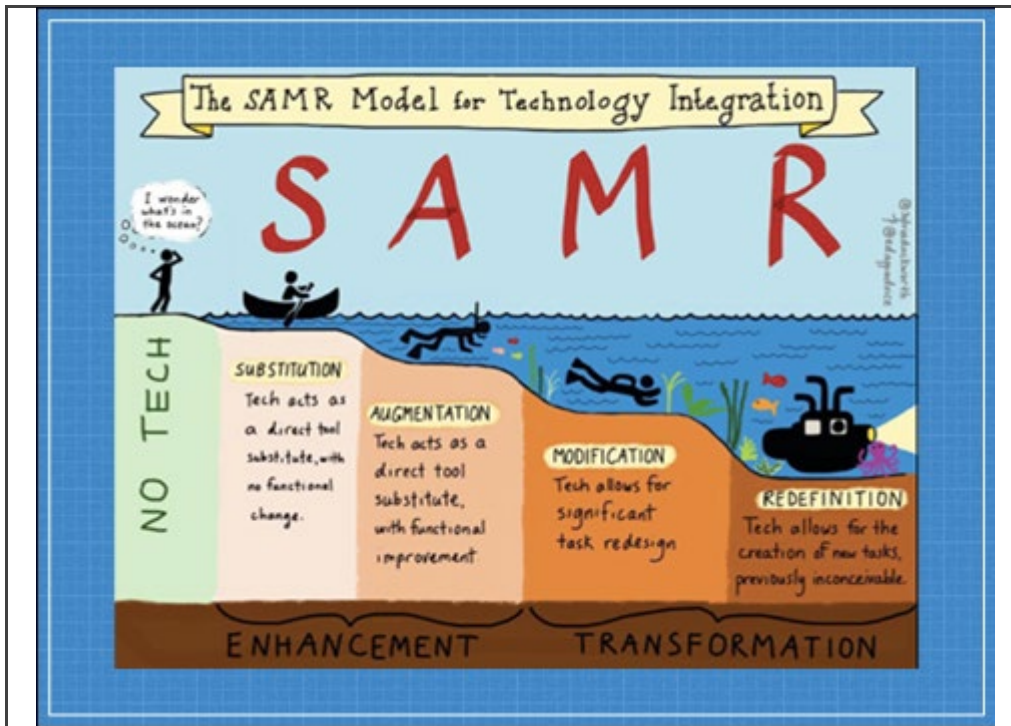 The SAMR Model for Technology Integration
S A M R
I wonder
what's in
the ocean?
@sylviaduckworth
NO TECH
SUBSTITUTION
Tech acts as
a direct tool
substitute, with
no functional
change.
AUGMENTATION
Tech acts as a
direct tool
substitute,
with functional
improvement
MODIFICATION
Tech allows for
significant
task redesign
REDEFINITION
Tech allows for the
creation of new tasks,
previously inconceivable.
ENHANCEMENT
TRANSFORMATION